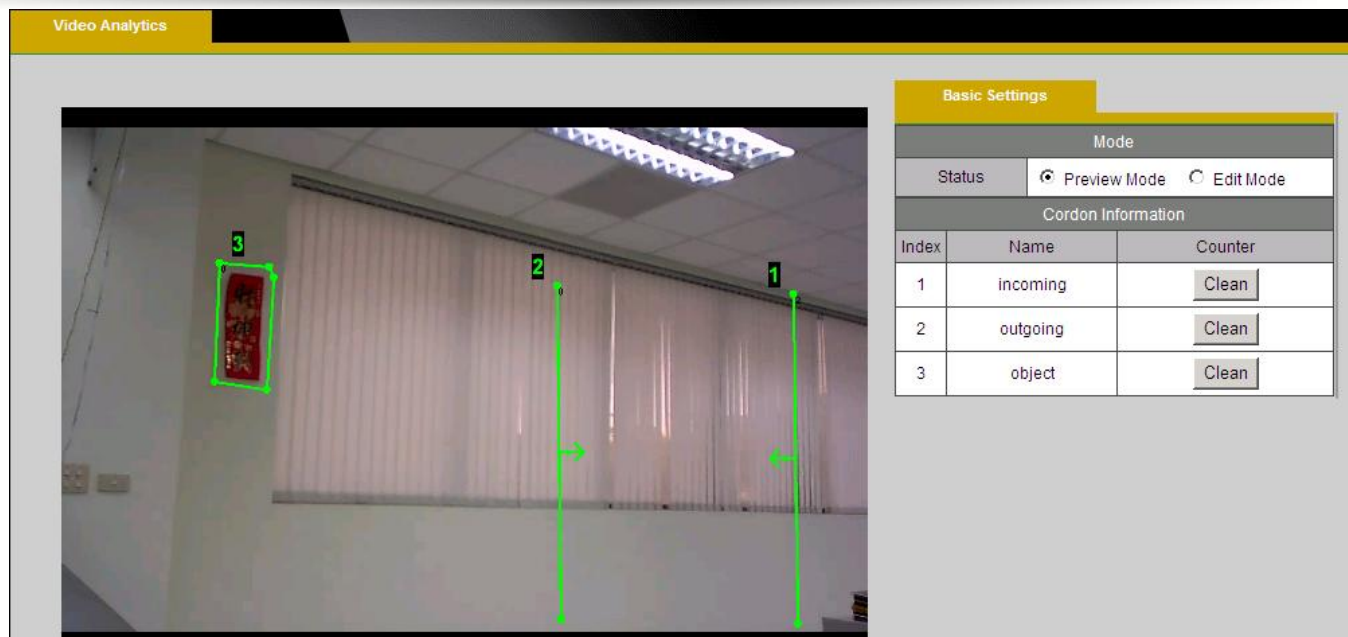 Video Analytics
Basic Settings
Mode
Status Preview Mode Edit Mode
Cordon Information
Index Name Counter
1 incoming Clean
2 outgoing Clean
3 object Clean
3
0
2
0
1
2